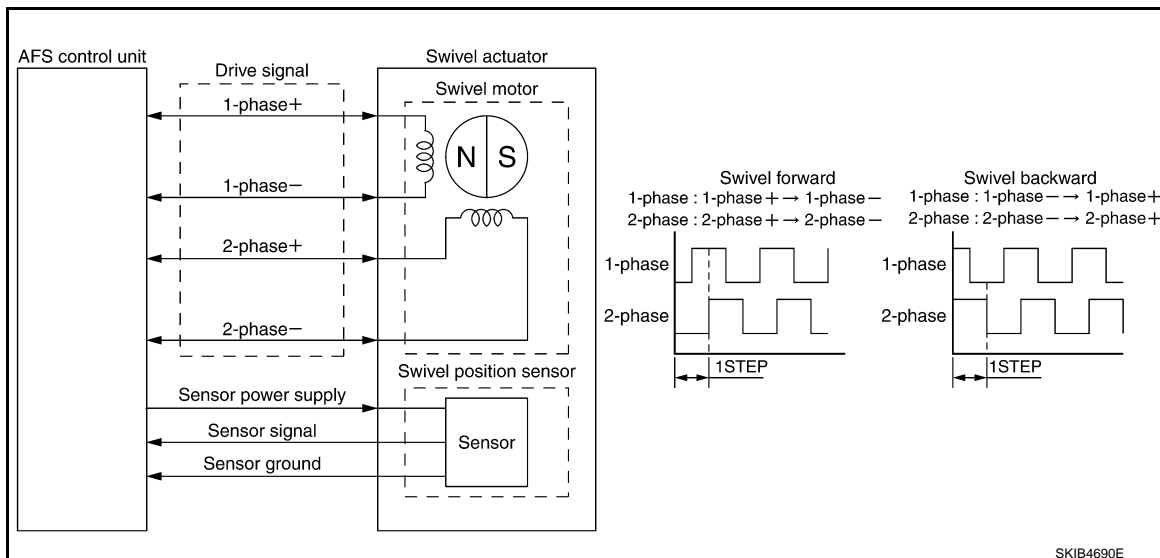 AFS control unit
Drive signal
1-phase+
1-phase−
2-phase+
2-phase−
Sensor power supply
Sensor signal
Sensor ground
Swivel actuator
Swivel motor
N S
Swivel position sensor
Sensor
Swivel forward
1-phase : 1-phase+ → 1-phase−
2-phase : 2-phase+ → 2-phase−
1-phase
2-phase
1STEP
Swivel backward
1-phase : 1-phase− → 1-phase+
2-phase : 2-phase− → 2-phase+
1-phase
2-phase
1STEP
SKIB4690E